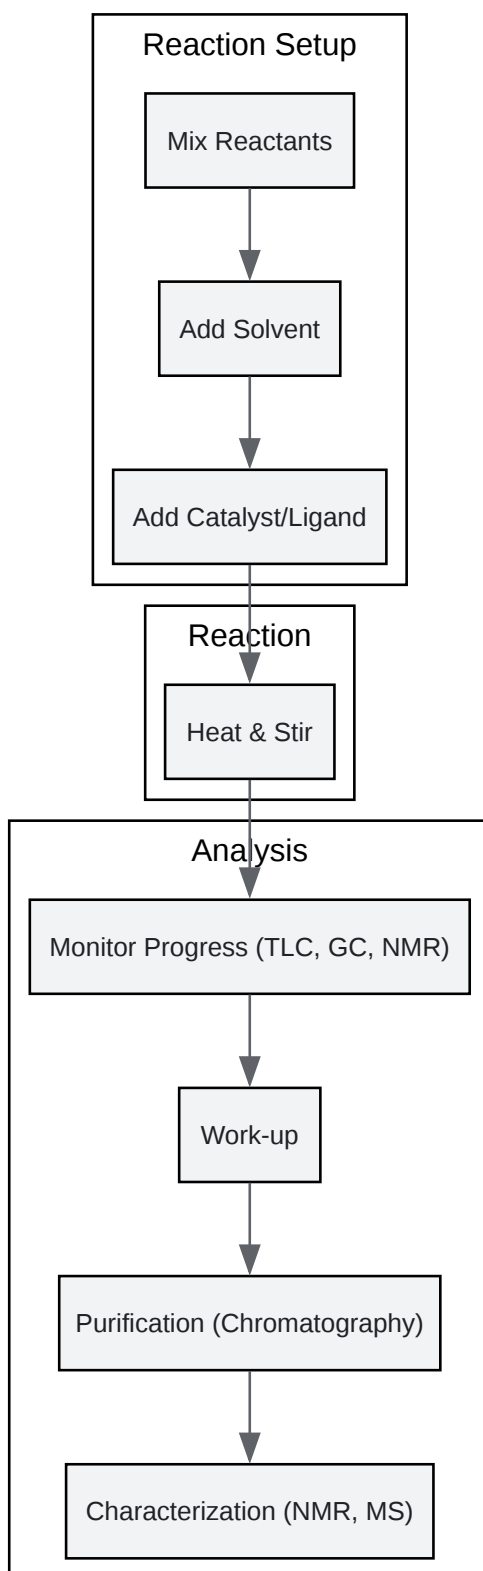 Reaction Setup
Mix Reactants
Add Solvent
Add Catalyst/Ligand
Reaction
Heat & Stir
Analysis
Monitor Progress (TLC, GC, NMR)
Work-up
Purification (Chromatography)
Characterization (NMR, MS)